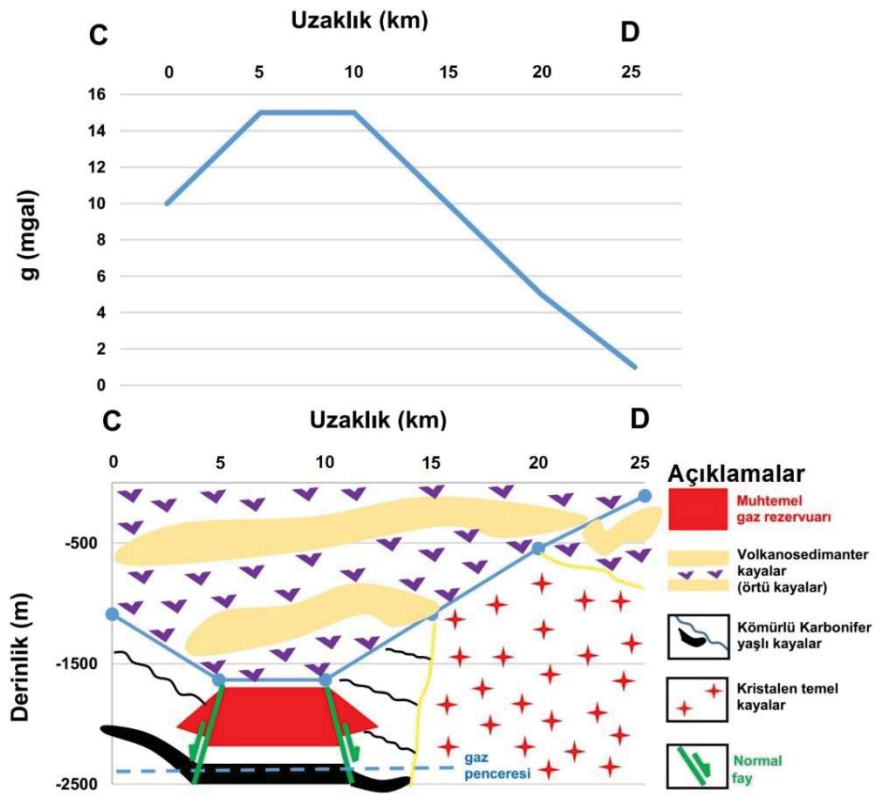 Uzaklık (km)
C D
0 5 10 15 20 25
16
14
12
10
8
6
4
2
0
g (mgal)
C D
Uzaklık (km)
0 5 10 15 20 25
-500
-1500
-2500
Derinlik (m)
gaz
penceresi
Açıklamalar
Muhtemel
gaz rezervuarı
Volkanosedimanter
kayalar
(örtü kayalar)
Kömürlü Karbonifer
yaşlı kayalar
Kristalen temel
kayalar
Normal
fay